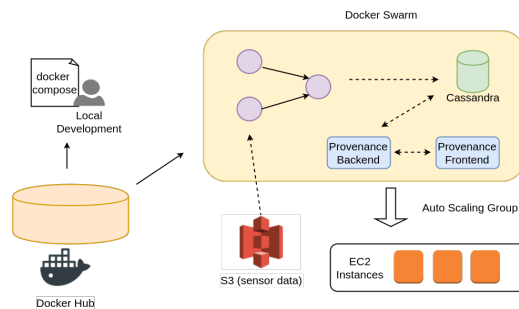 Docker Swarm
docker
compose
Local
Development
Cassandra
Provenance
Backend
Provenance
Frontend
Auto Scaling Group
S3 (sensor data)
EC2
Instances
Docker Hub